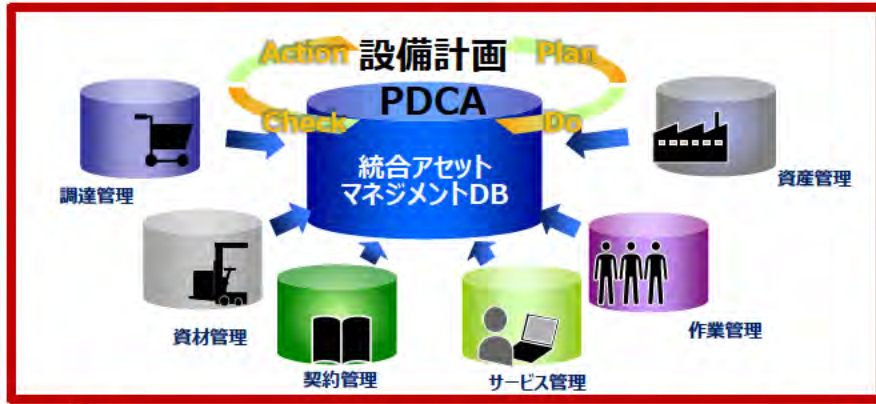 Action 設備計画 Plan
PDCA
Check Do
統合アセット
マネジメントDB
調達管理
資産管理
資材管理
作業管理
契約管理
サービス管理